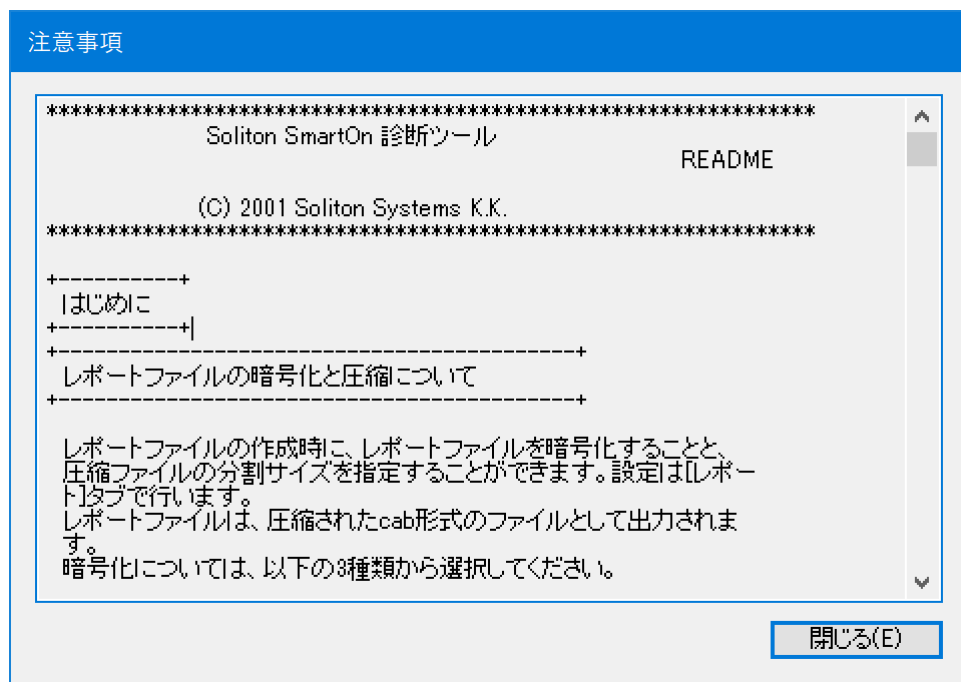 注意事項
****************************************************************
Soliton SmartOn 診断ツール
README
(C) 2001 Soliton Systems K.K.
****************************************************************
+----------+
はじめに
+----------+
+-------------------------------------------+
レポートファイルの暗号化と圧縮について
+-------------------------------------------+
レポートファイルの作成時に、レポートファイルを暗号化することと、
圧縮ファイルの分割サイズを指定することができます。設定は[レポー
ト]タブで行います。
レポートファイルは、圧縮されたcab形式のファイルとして出力されま
す。
暗号化については、以下の3種類から選択してください。
閉じる(E)